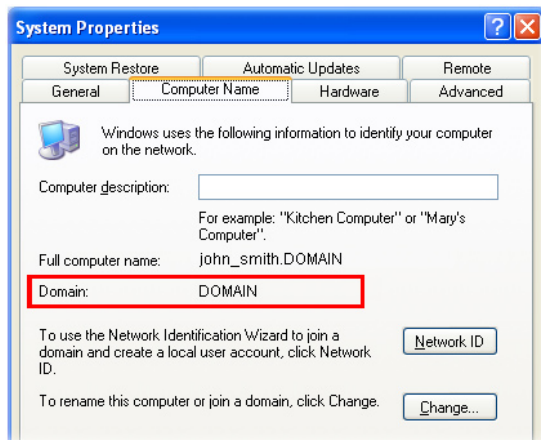 System Properties
System Restore
Automatic Updates
Remote
General
Computer Name
Hardware
Advanced
Windows uses the following information to identify your computer
on the network.
Computer description:
For example: "Kitchen Computer" or "Mary's
Computer".
Full computer name:
john_smith.DOMAIN
Domain:
DOMAIN
To use the Network Identification Wizard to join a
domain and create a local user account, click Network
ID.
Network ID
To rename this computer or join a domain, click Change.
Change...